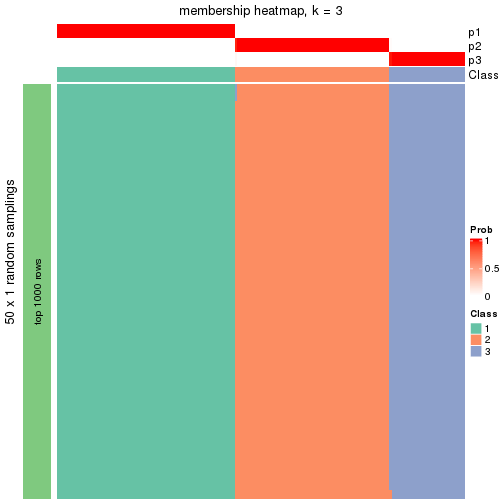 membership heatmap, k = 3
p1
p2
p3
Class
50 x 1 random samplings
top 1000 rows
Prob
1
0.5
0
Class
1
2
3